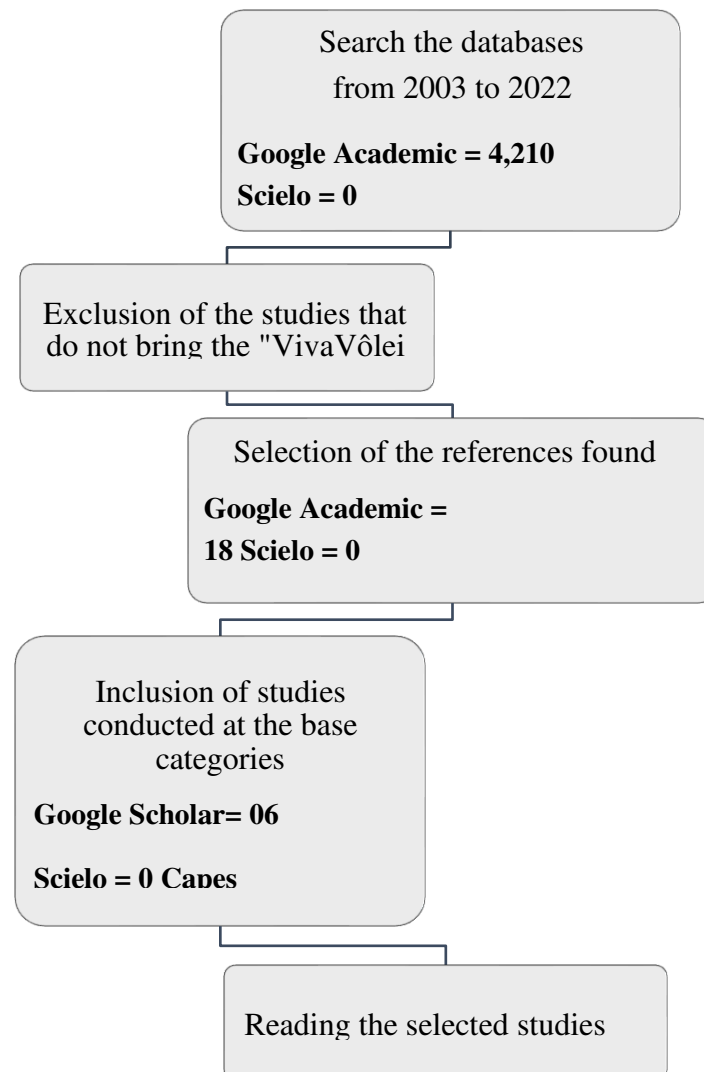 Search the databases
from 2003 to 2022
Google Academic = 4,210
Scielo = 0
Exclusion of the studies that
do not bring the "VivaVôlei
Selection of the references found
Google Academic =
18 Scielo = 0
Inclusion of studies
conducted at the base
categories
Google Scholar= 06
Scielo = 0 Capes
Reading the selected studies